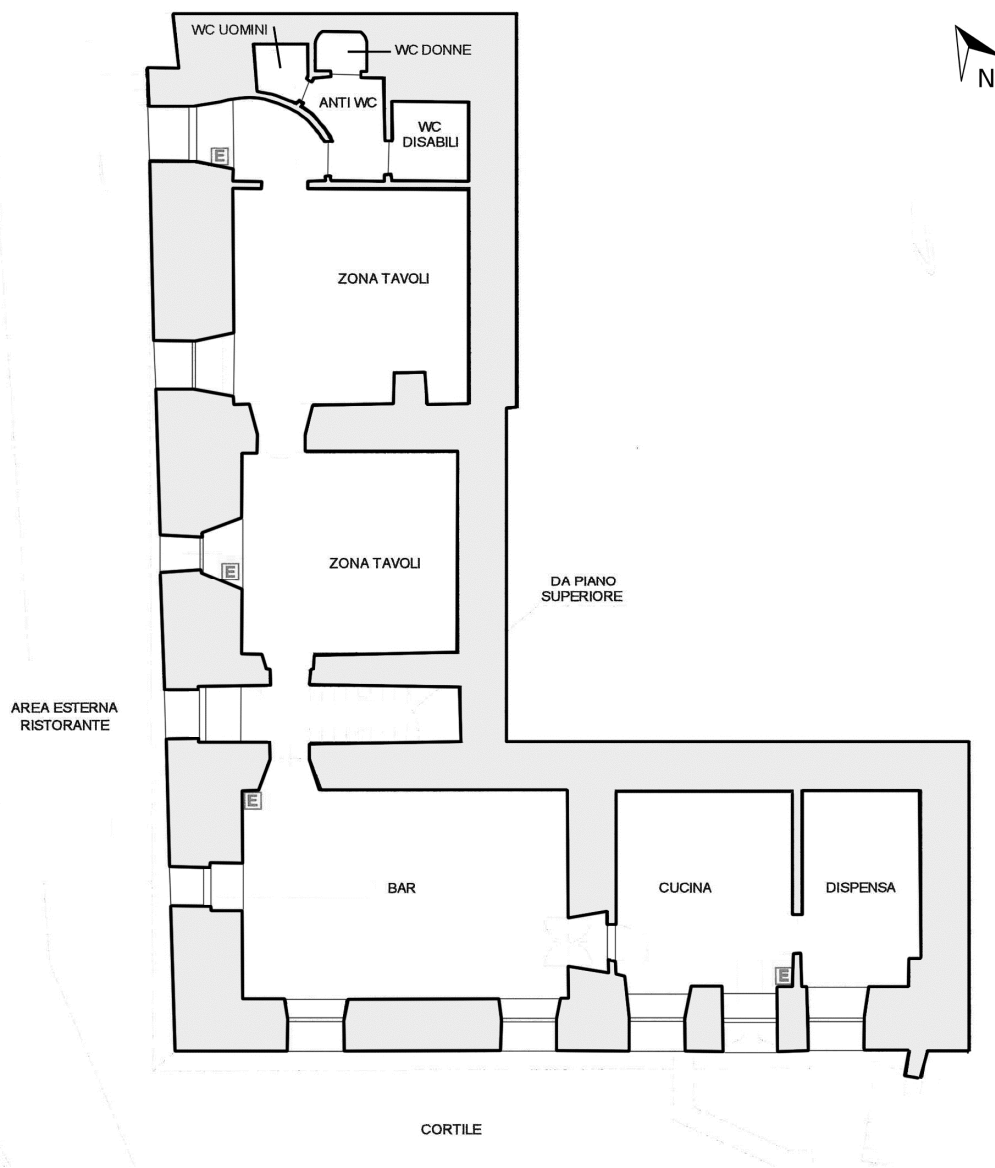 WC UOMINI
WC DONNE
N
ANTI WC
WC
DISABILI
E
ZONA TAVOLI
ZONA TAVOLI
E
DA PIANO
SUPERIORE
AREA ESTERNA
RISTORANTE
E
BAR
CUCINA
DISPENSA
E
CORTILE